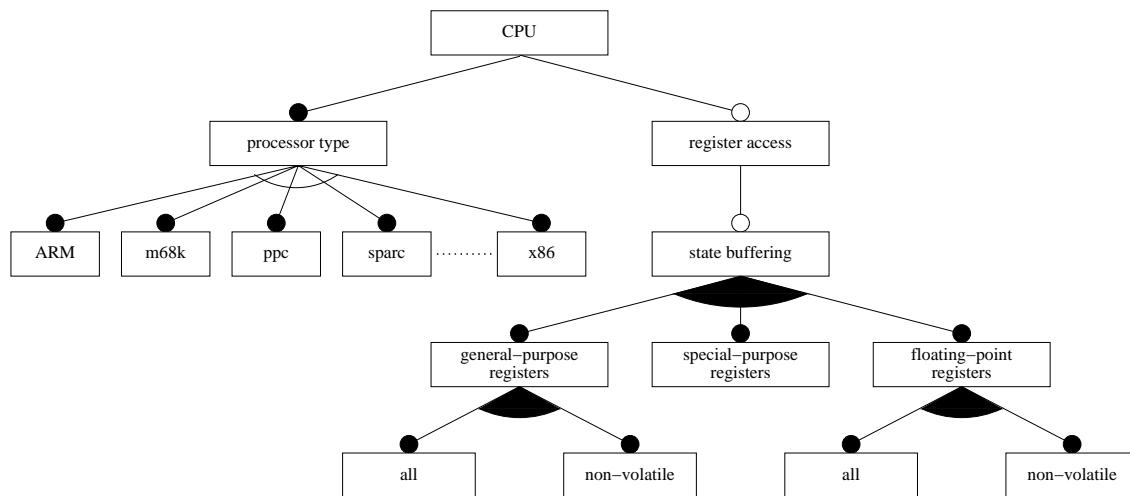 CPU
processor type
register access
ARM
m68k
ppc
sparc
x86
state buffering
general−purpose
registers
special−purpose
registers
floating−point
registers
all
non−volatile
all
non−volatile